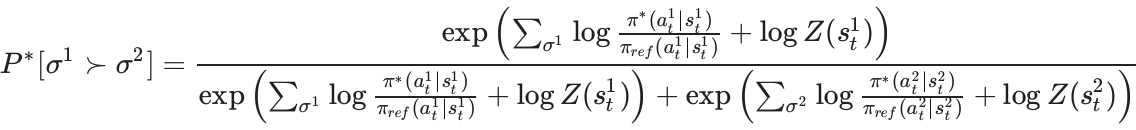 P^*[\sigma^1 \succ \sigma^2] = \frac{\exp\left(\sum_{\sigma^1} \log \frac{\pi^*(a_t^1|s_t^1)}{\pi_{ref}(a_t^1|s_t^1)} + \log Z(s_t^1)\right)}{\exp\left(\sum_{\sigma^1} \log \frac{\pi^*(a_t^1|s_t^1)}{\pi_{ref}(a_t^1|s_t^1)} + \log Z(s_t^1)\right) + \exp\left(\sum_{\sigma^2} \log \frac{\pi^*(a_t^2|s_t^2)}{\pi_{ref}(a_t^2|s_t^2)} + \log Z(s_t^2)\right)}